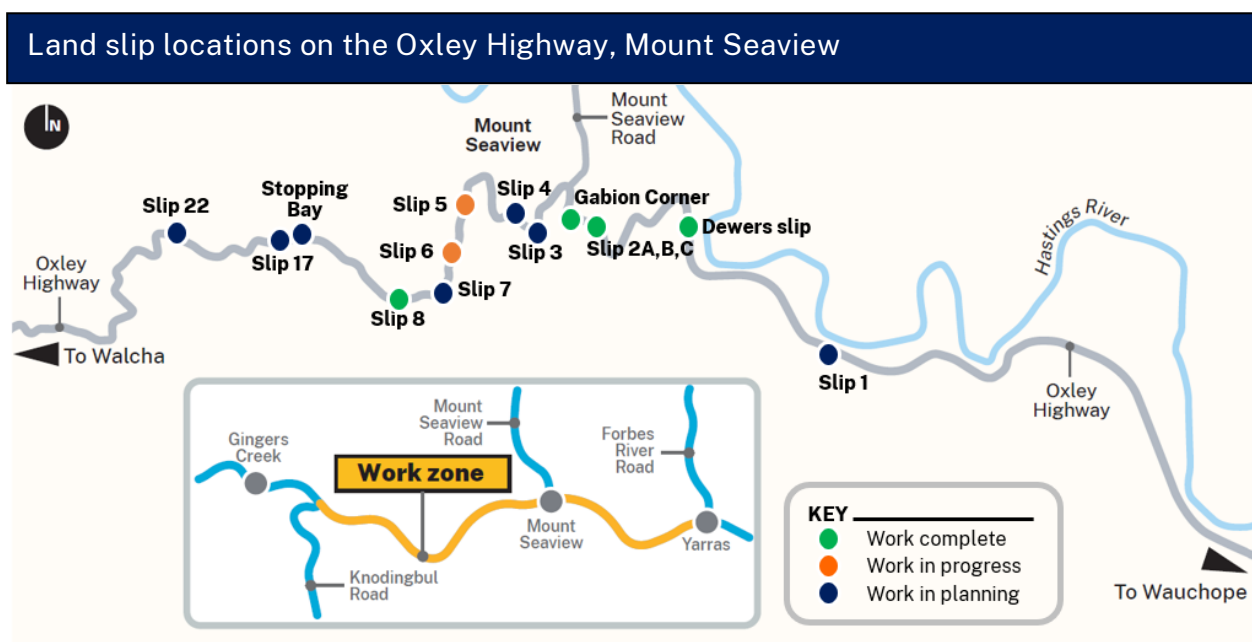 Land slip locations on the Oxley Highway, Mount Seaview
N
Mount
Seaview
Road
Mount
Seaview
Slip 22
Stopping
Bay
Slip 5
Slip 4
Gabion Corner
Slip 17
Slip 6
Slip 3
Slip 2A,B,C
Dewers slip
Hastings River
Oxley
Highway
Slip 7
Slip 8
To Walcha
Slip 1
Oxley
Highway
Mount
Seaview
Road
Gingers
Creek
Forbes
River
Road
Work zone
Mount
Seaview
Yarras
Knodingbul
Road
KEY
Work complete
Work in progress
Work in planning
To Wauchope